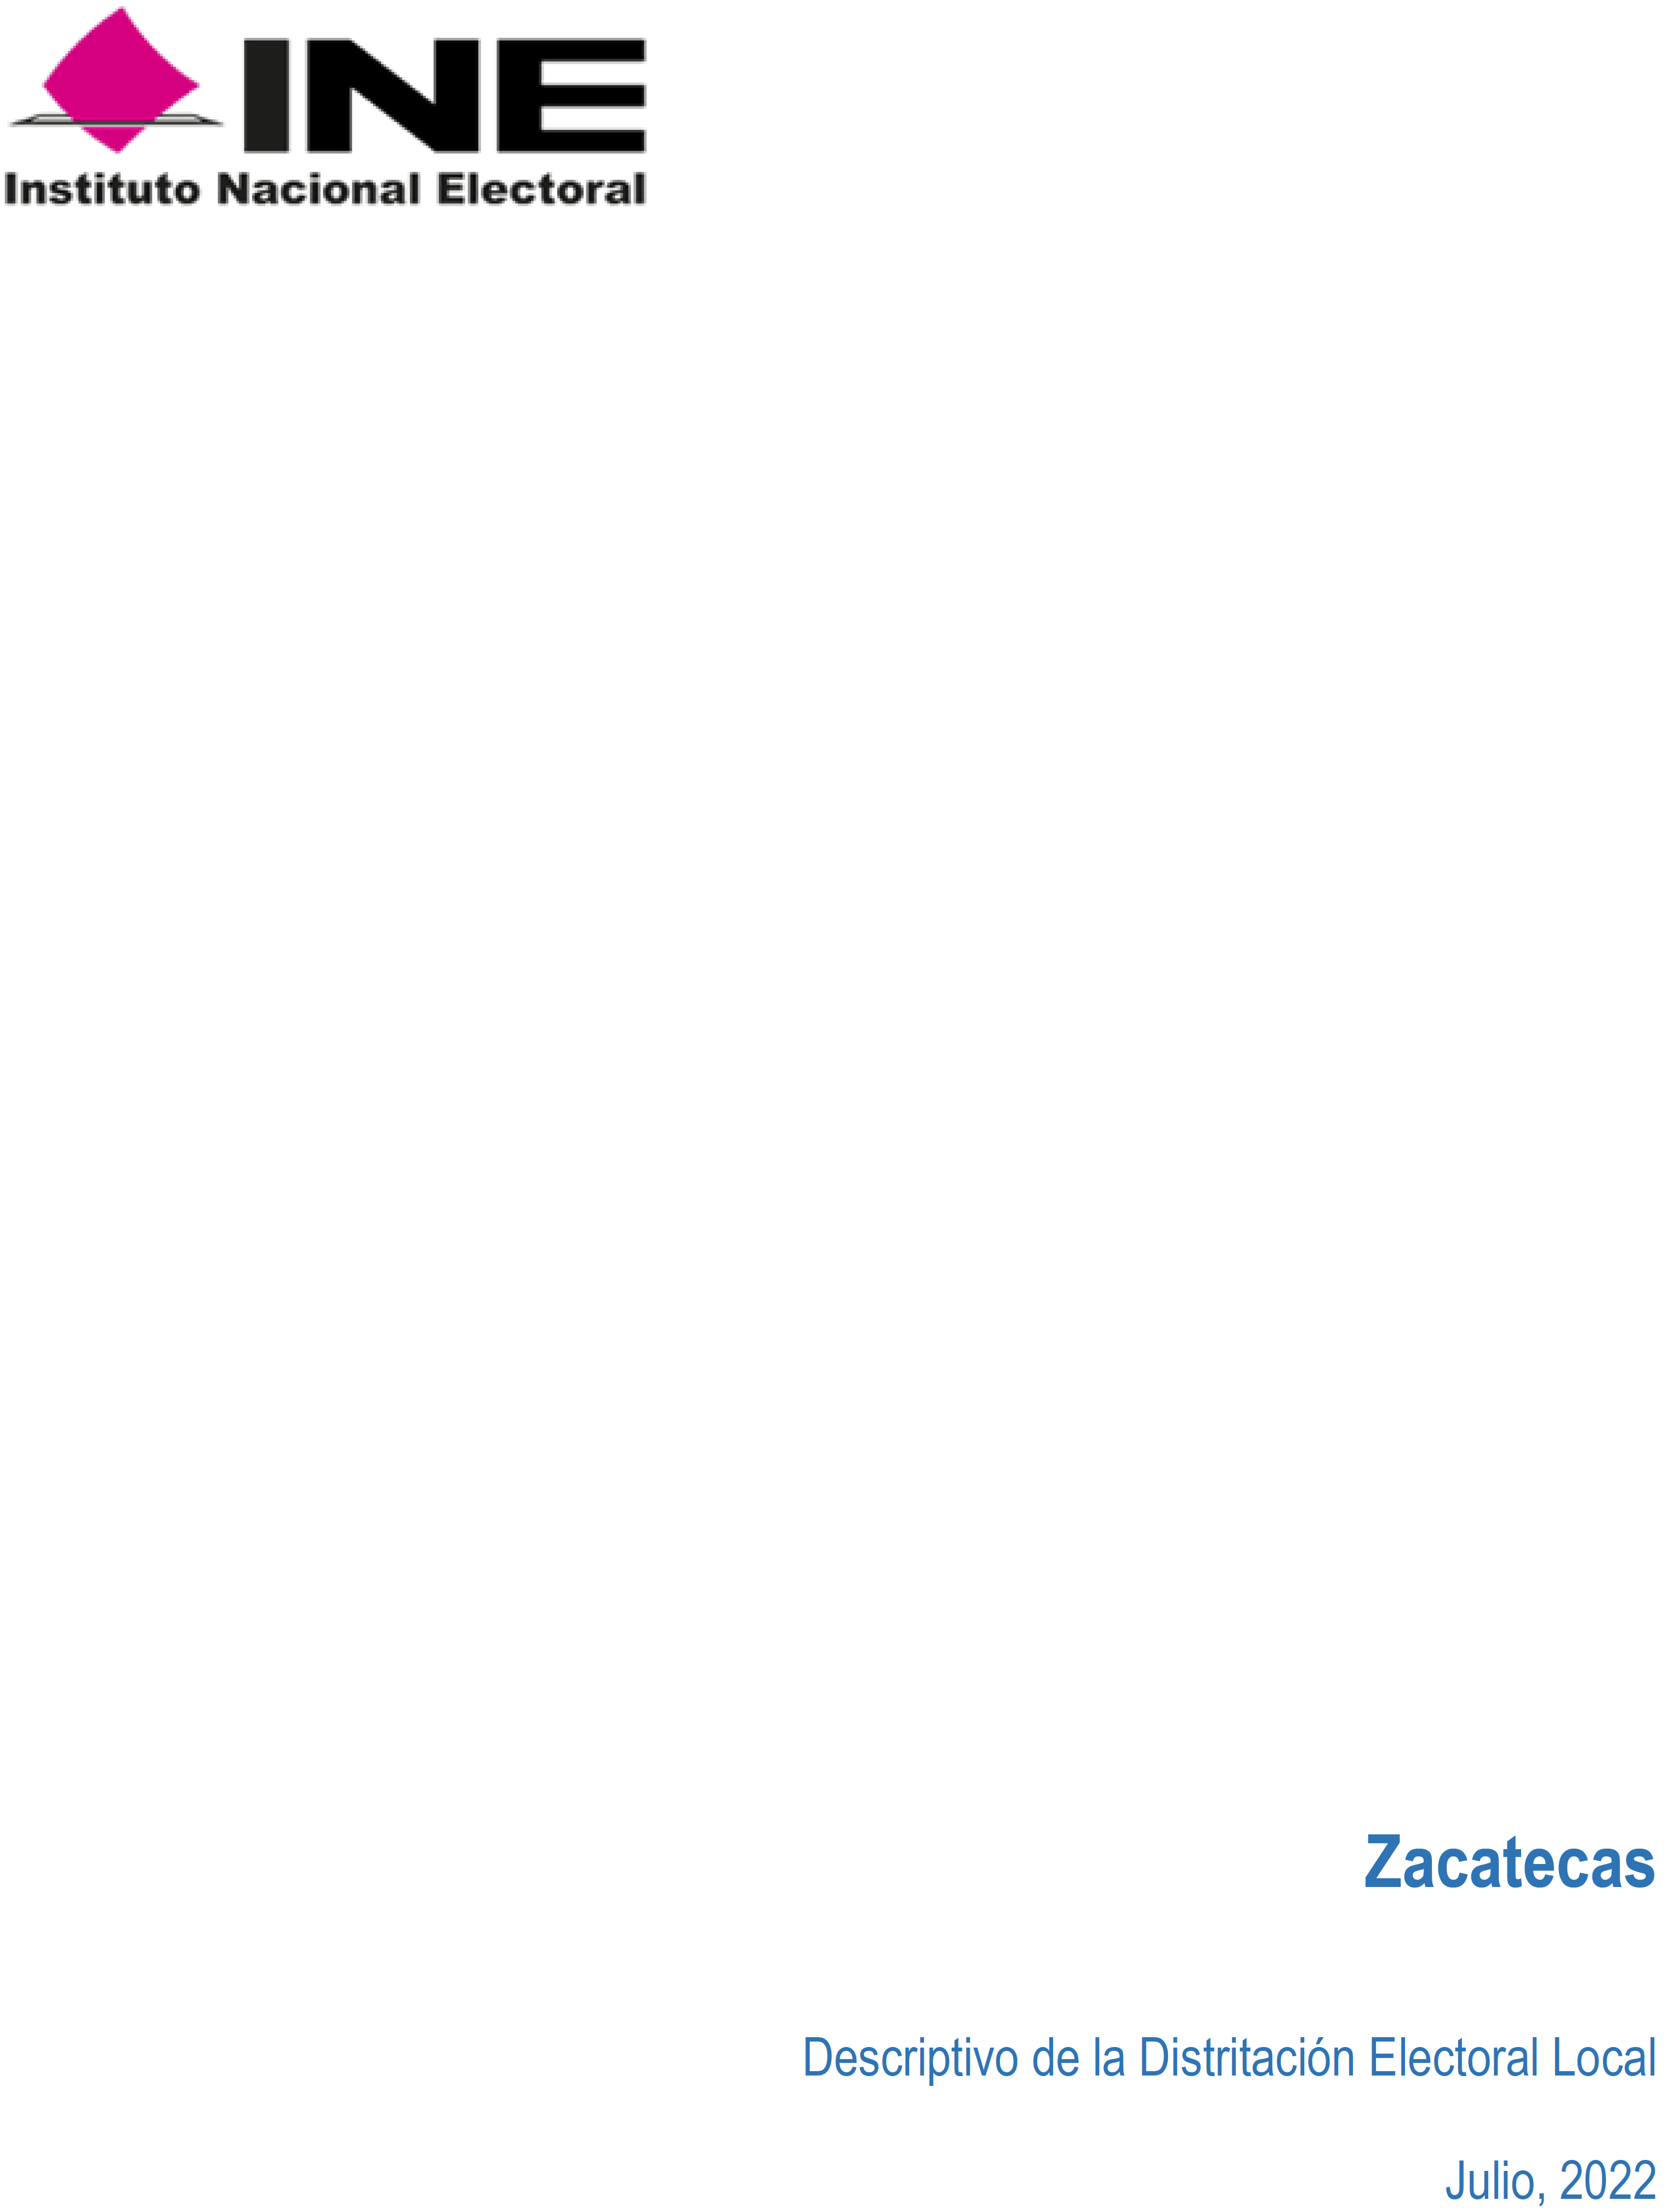 INE
Instituto Nacional Electoral
Zacatecas
Descriptivo de la Distritación Electoral Local
Julio, 2022